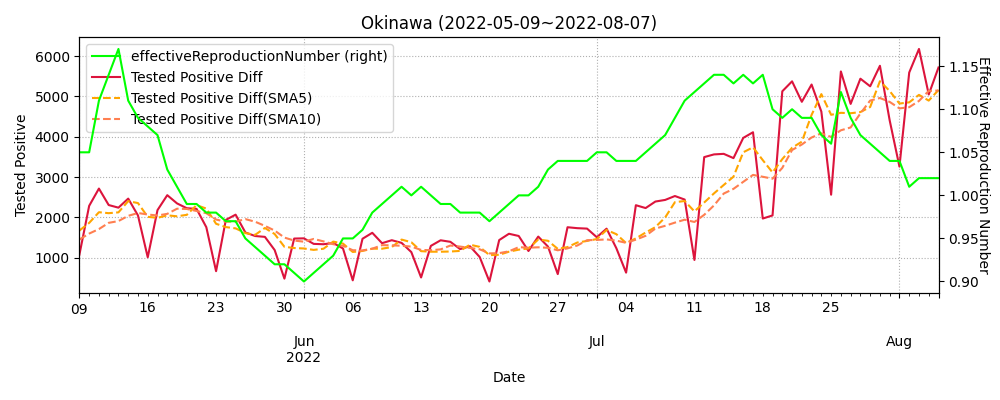 Okinawa (2022-05-09~2022-08-07)
effectiveReproductionNumber (right)
Tested Positive Diff
Tested Positive Diff(SMA5)
Tested Positive Diff(SMA10)
Tested Positive
6000
5000
4000
3000
2000
1000
1.15
1.10
1.05
1.00
0.95
0.90
Effective Reproduction Number
09 16 23 30 06 13 20 27 04 11 18 25
Jun Jul Aug
2022
Date